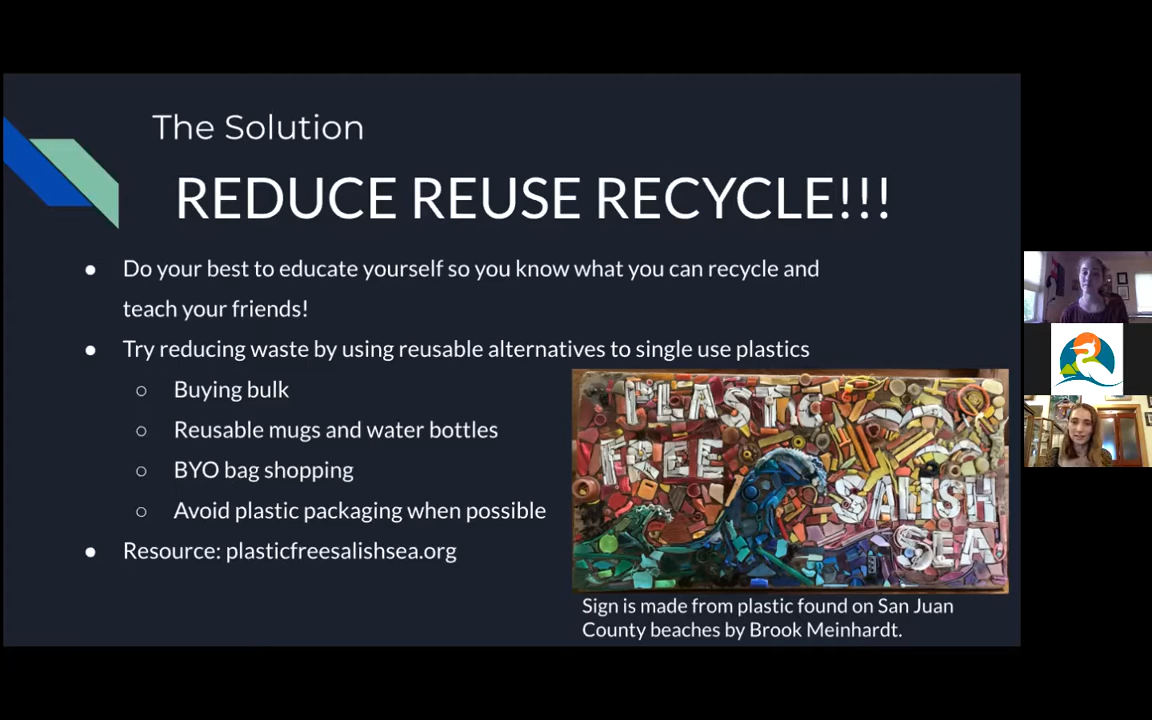 The Solution
REDUCE REUSE RECYCLE!!!
● Do your best to educate yourself so you know what you can recycle and
teach your friends!
● Try reducing waste by using reusable alternatives to single use plastics
○ Buying bulk
○ Reusable mugs and water bottles
○ BYO bag shopping
○ Avoid plastic packaging when possible
● Resource: plasticfreesalishsea.org
PLASTIC
FREE
SALISH
SEA
Sign is made from plastic found on San Juan
County beaches by Brook Meinhardt.